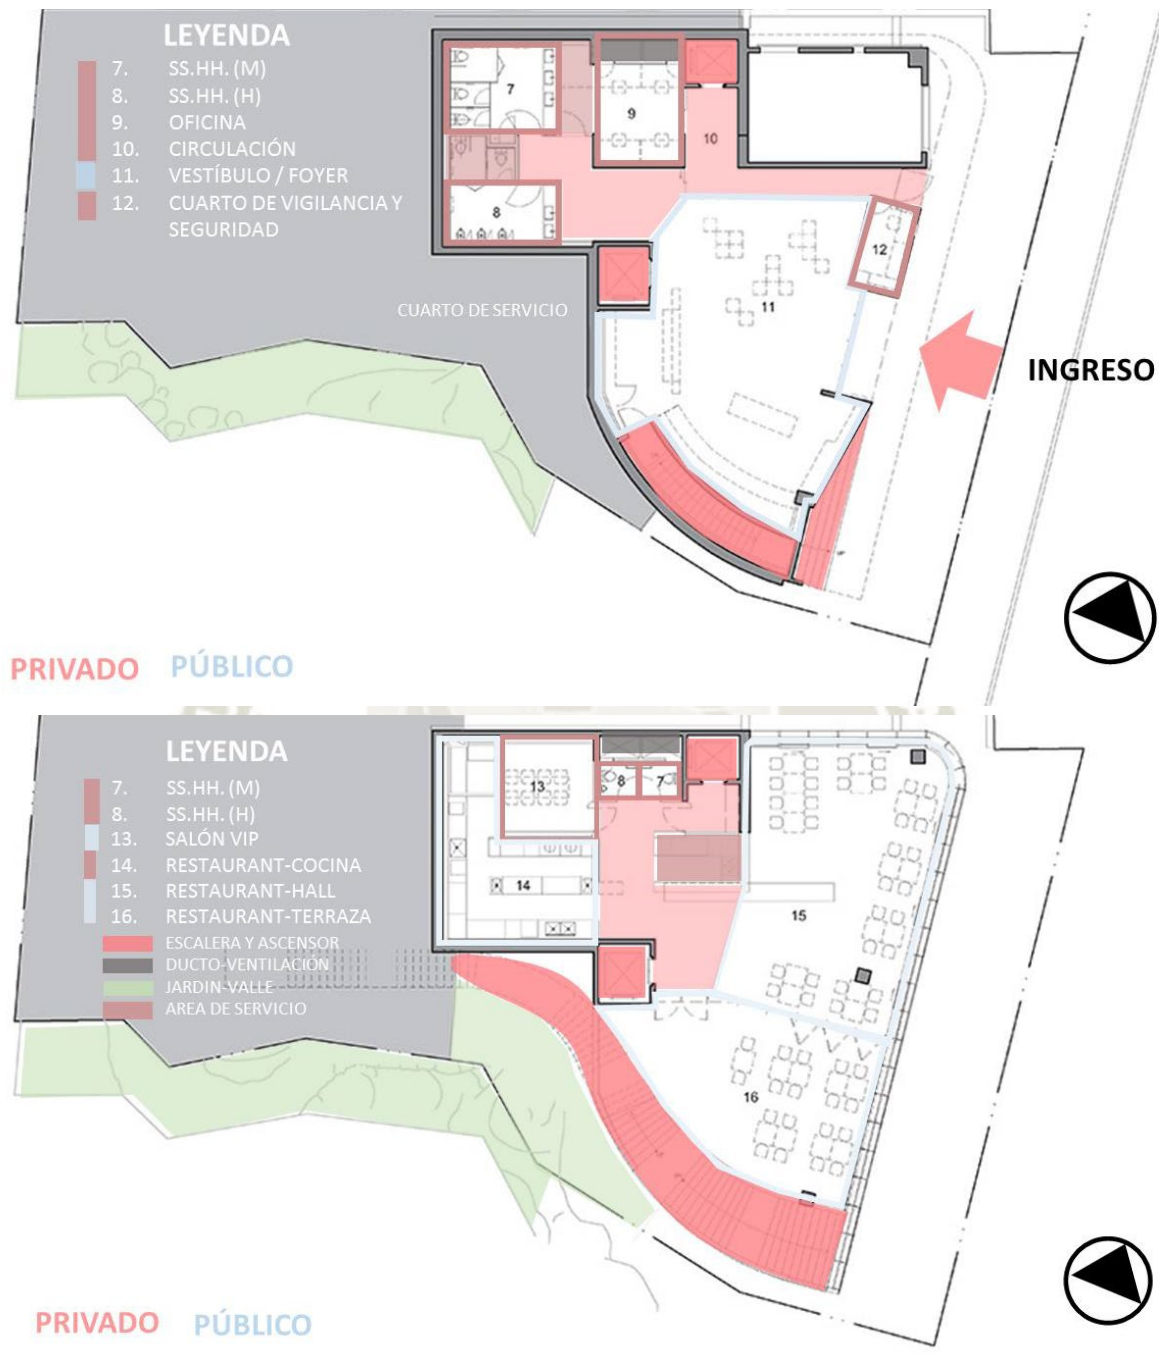 LEYENDA
7. SS.HH. (M)
8. SS.HH. (H)
9. OFICINA
10. CIRCULACIÓN
11. VESTÍBULO / FOYER
12. CUARTO DE VIGILANCIA Y
SEGURIDAD
7
9
10
8
12
11
CUARTO DE SERVICIO
INGRESO
PRIVADO PÚBLICO
LEYENDA
7. SS.HH. (M)
8. SS.HH. (H)
13. SALÓN VIP
14. RESTAURANT-COCINA
15. RESTAURANT-HALL
16. RESTAURANT-TERRAZA
ESCALERA Y ASCENSOR
DUCTO-VENTILACIÓN
JARDIN-VALLE
AREA DE SERVICIO
13
8
7
14
15
16
PRIVADO PÚBLICO